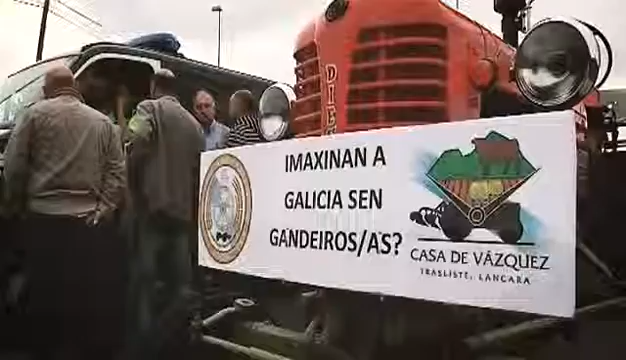 IMAXINAN A
GALICIA SEN
GANDEIROS/AS?
CASA DE VÁZQUEZ
TRASLISTE, LANCARA